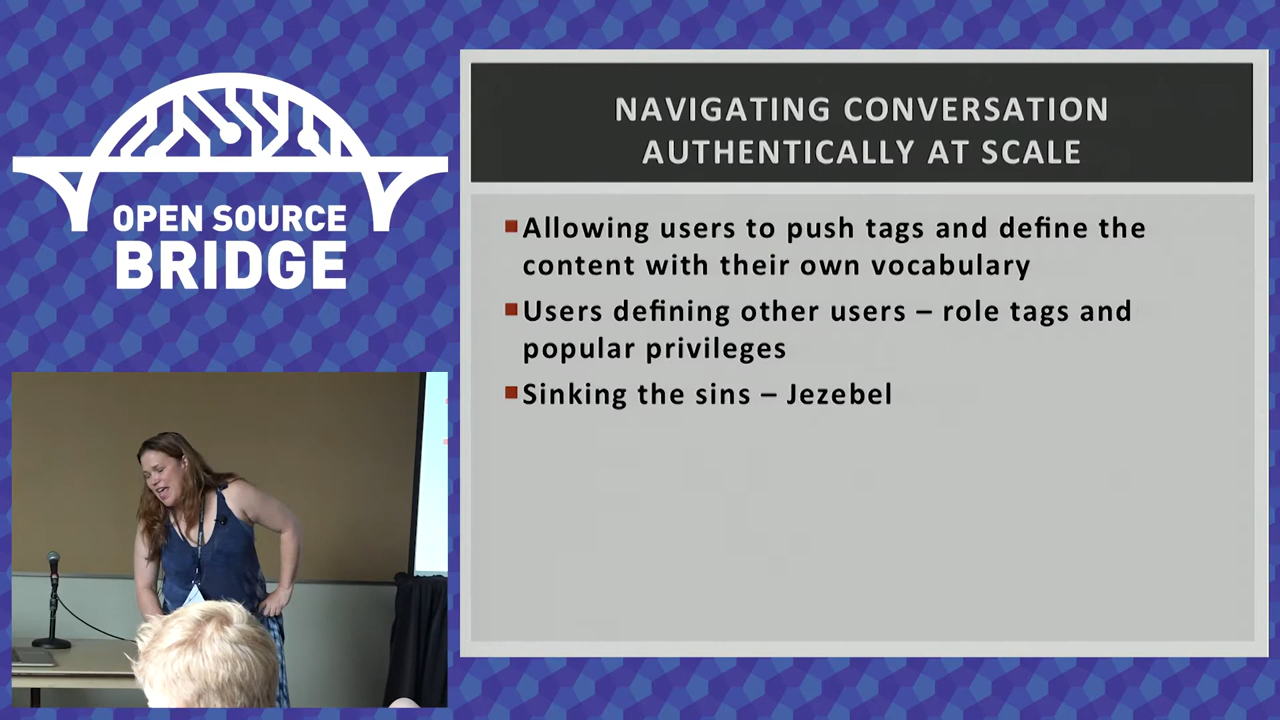 OPEN SOURCE
BRIDGE
NAVIGATING CONVERSATION
AUTHENTICALLY AT SCALE
Allowing users to push tags and define the
content with their own vocabulary
Users defining other users – role tags and
popular privileges
Sinking the sins – Jezebel